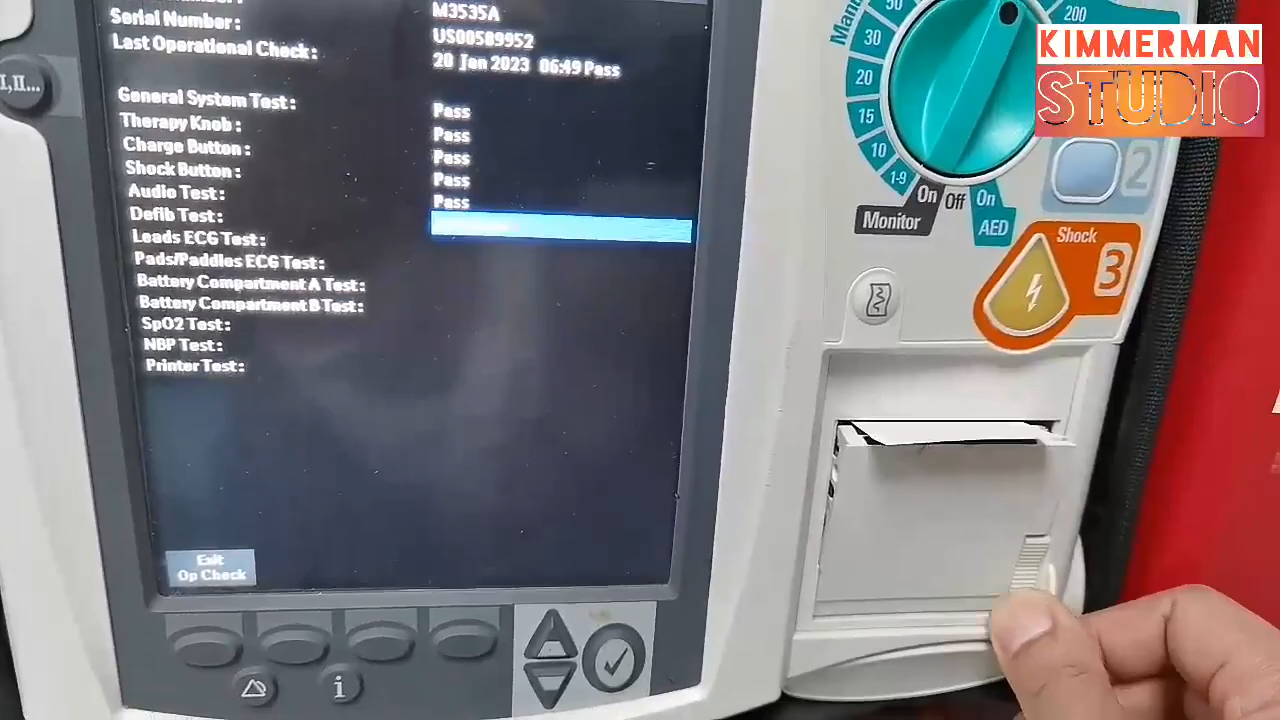 M3535A
Serial Number: US00589952
Last Operational Check: 20 Jan 2023 06:49 Pass
General System Test: Pass
Therapy Knob: Pass
Charge Button: Pass
Shock Button: Pass
Audio Test: Pass
Defib Test:
Leads ECG Test:
Pads/Paddles ECG Test:
Battery Compartment A Test:
Battery Compartment B Test:
SpO2 Test:
NBP Test:
Printer Test:
Exit
Op Check
I,II...
i
50
30
20
15
10
1-9
200
On
Off
On
Monitor
AED
2
Shock
3
KIMMERMAN
STUDIO